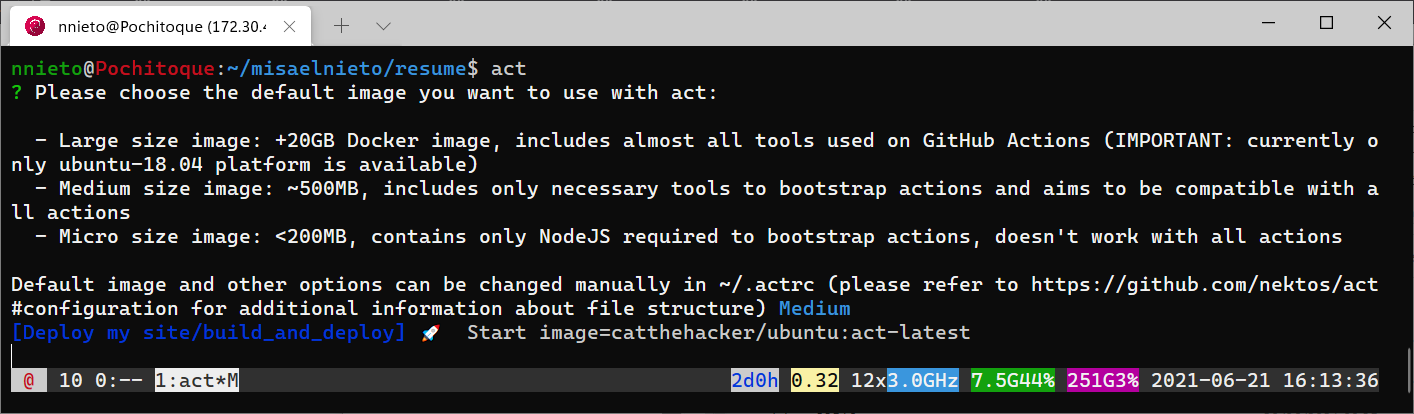 nnieto@Pochitoque (172.30.4
nnieto@Pochitoque:~/misaelnieto/resume$ act
? Please choose the default image you want to use with act:
- Large size image: +20GB Docker image, includes almost all tools used on GitHub Actions (IMPORTANT: currently o
nly ubuntu-18.04 platform is available)
- Medium size image: ~500MB, includes only necessary tools to bootstrap actions and aims to be compatible with a
ll actions
- Micro size image: <200MB, contains only NodeJS required to bootstrap actions, doesn't work with all actions
Default image and other options can be changed manually in ~/.actrc (please refer to https://github.com/nektos/act
#configuration for additional information about file structure) Medium
[Deploy my site/build_and_deploy] 🚀  Start image=catthehacker/ubuntu:act-latest
@ 10 0:-- 1:act*M 2d0h 0.32 12x3.0GHz 7.5G44% 251G3% 2021-06-21 16:13:36